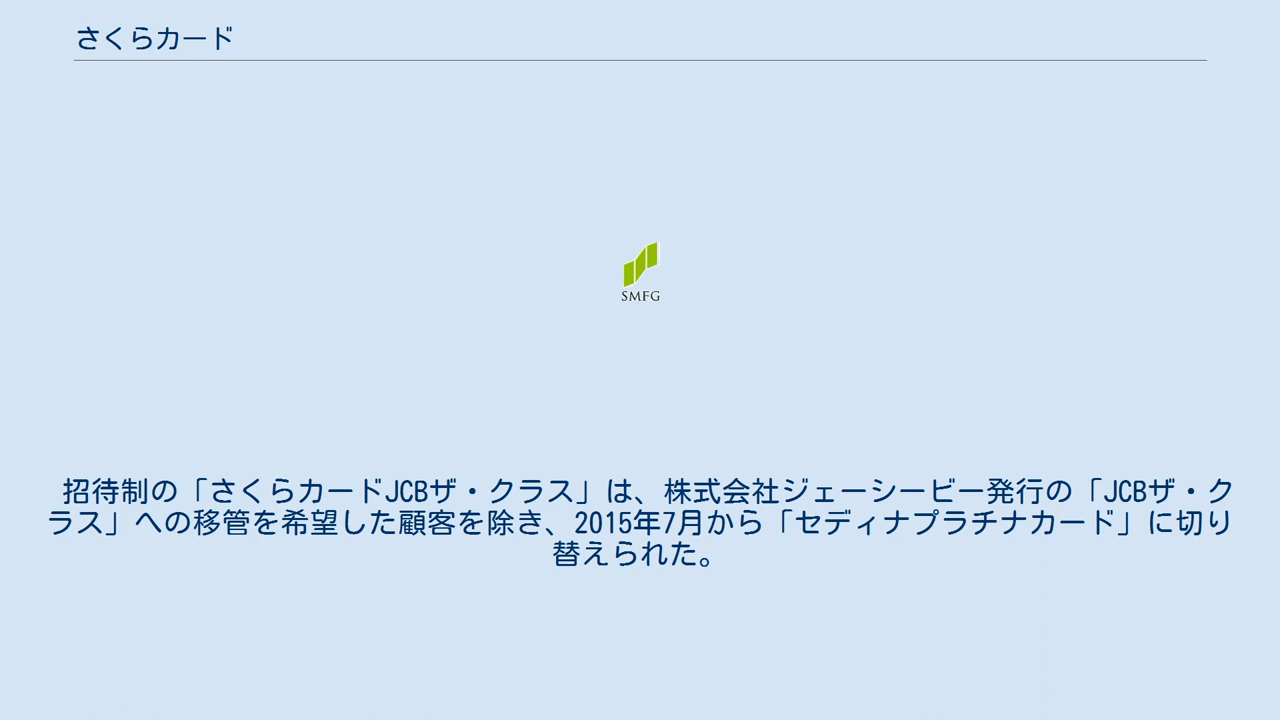 さくらカード
SMFG
招待制の「さくらカードJCBザ・クラス」は、株式会社ジェーシービー発行の「JCBザ・ク
ラス」への移管を希望した顧客を除き、2015年7月から「セディナプラチナカード」に切り
替えられた。